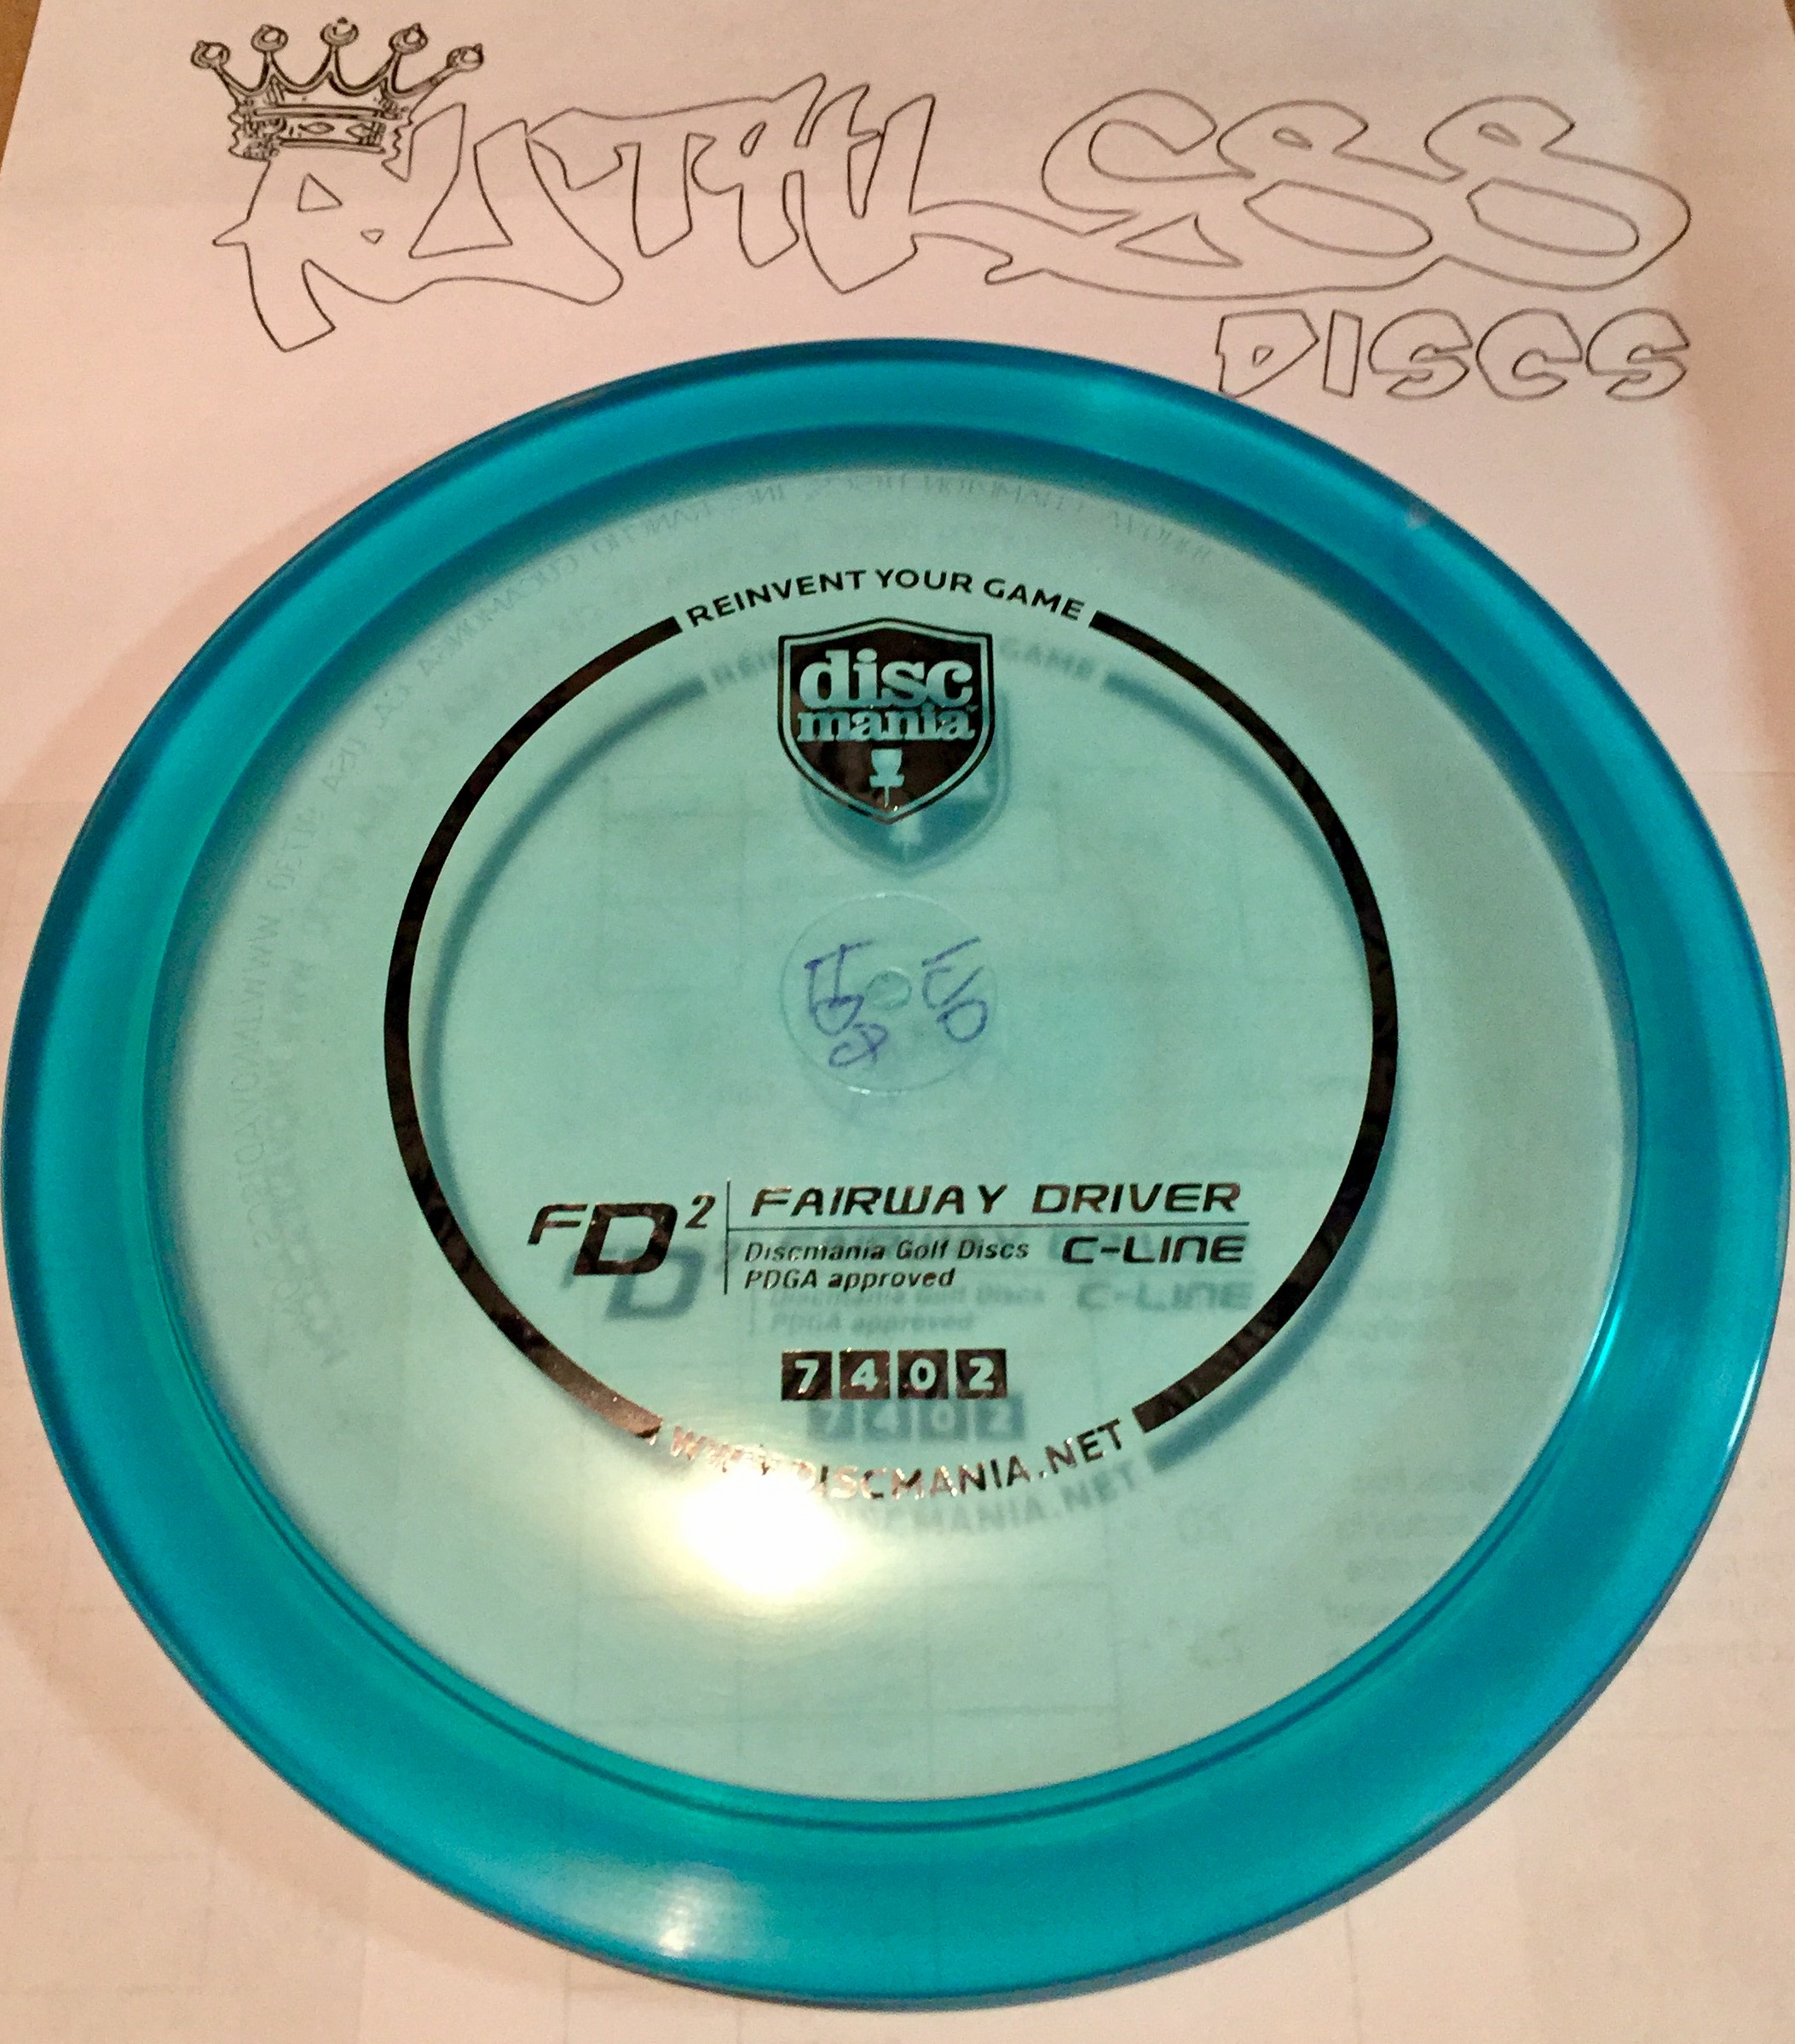 RUTHLESS
DISCS
REINVENT YOUR GAME
disc
mania
FD² FAIRWAY DRIVER
Discmania Golf Discs C-LINE
PDGA approved
7 4 0 2
WWW.DISCMANIA.NET